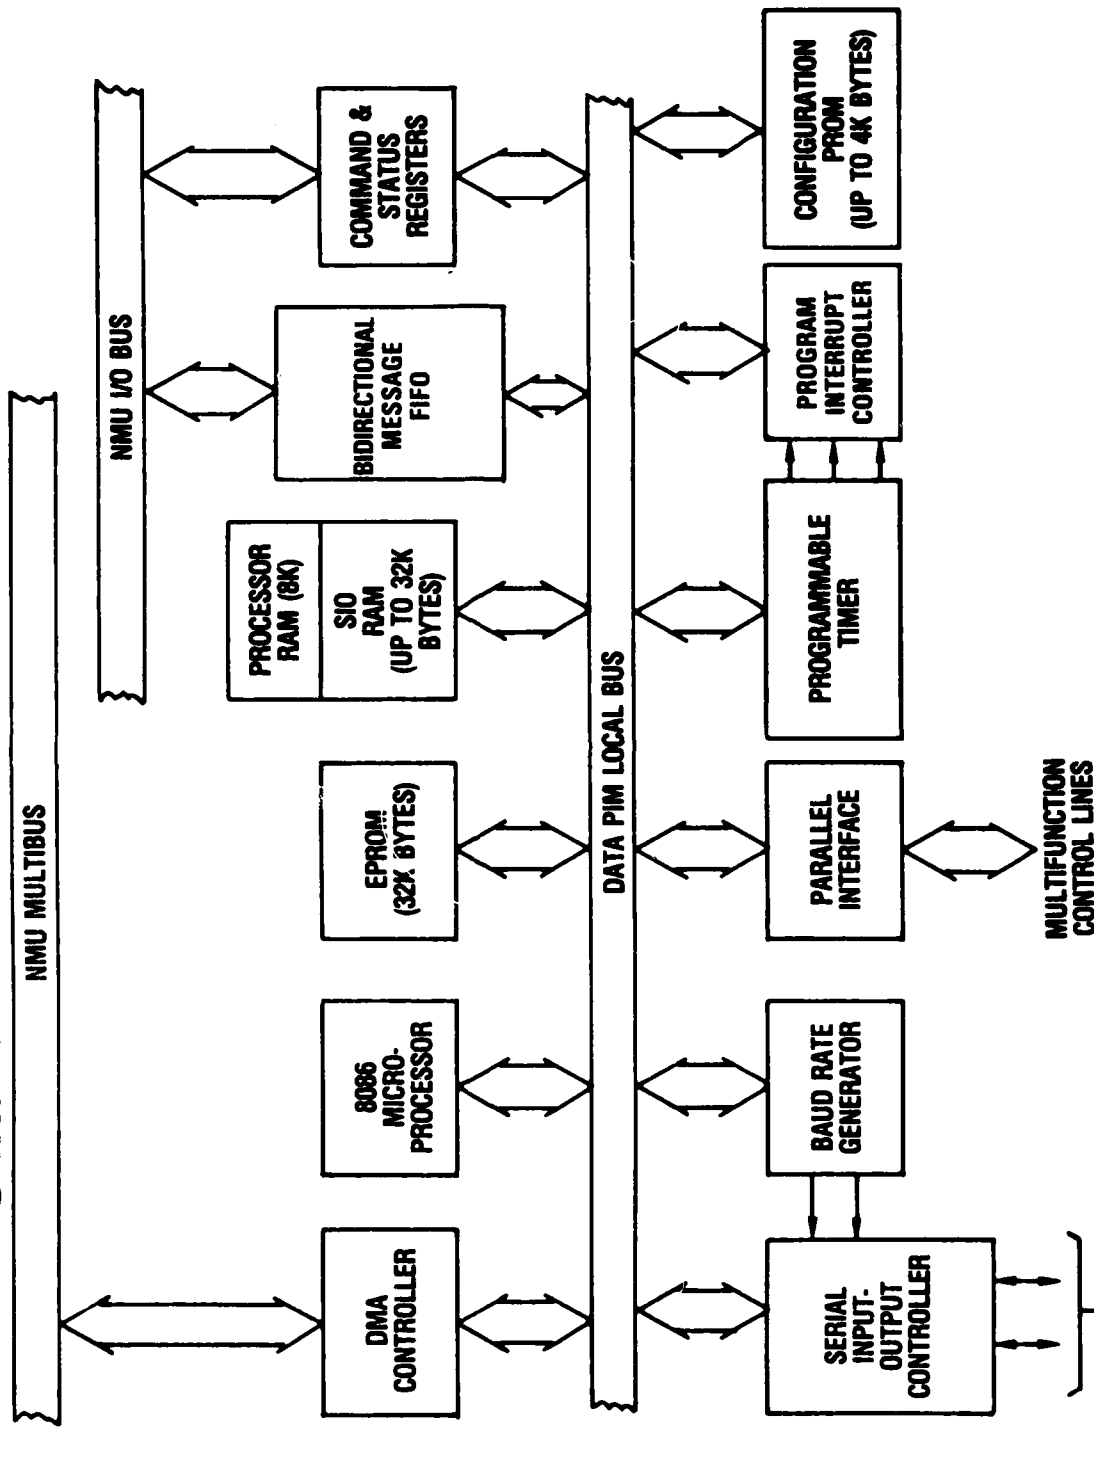 NMU MULTIBUS
NMU I/O BUS
DMA
CONTROLLER
8086
MICRO-
PROCESSOR
EPROM
(32K BYTES)
PROCESSOR
RAM (8K)
SIO
RAM
(UP TO 32K
BYTES)
BIDIRECTIONAL
MESSAGE
FIFO
COMMAND &
STATUS
REGISTERS
DATA PIM LOCAL BUS
SERIAL
INPUT-
OUTPUT
CONTROLLER
BAUD RATE
GENERATOR
PARALLEL
INTERFACE
PROGRAMMABLE
TIMER
PROGRAM
INTERRUPT
CONTROLLER
CONFIGURATION
PROM
(UP TO 4K BYTES)
MULTIFUNCTION
CONTROL LINES